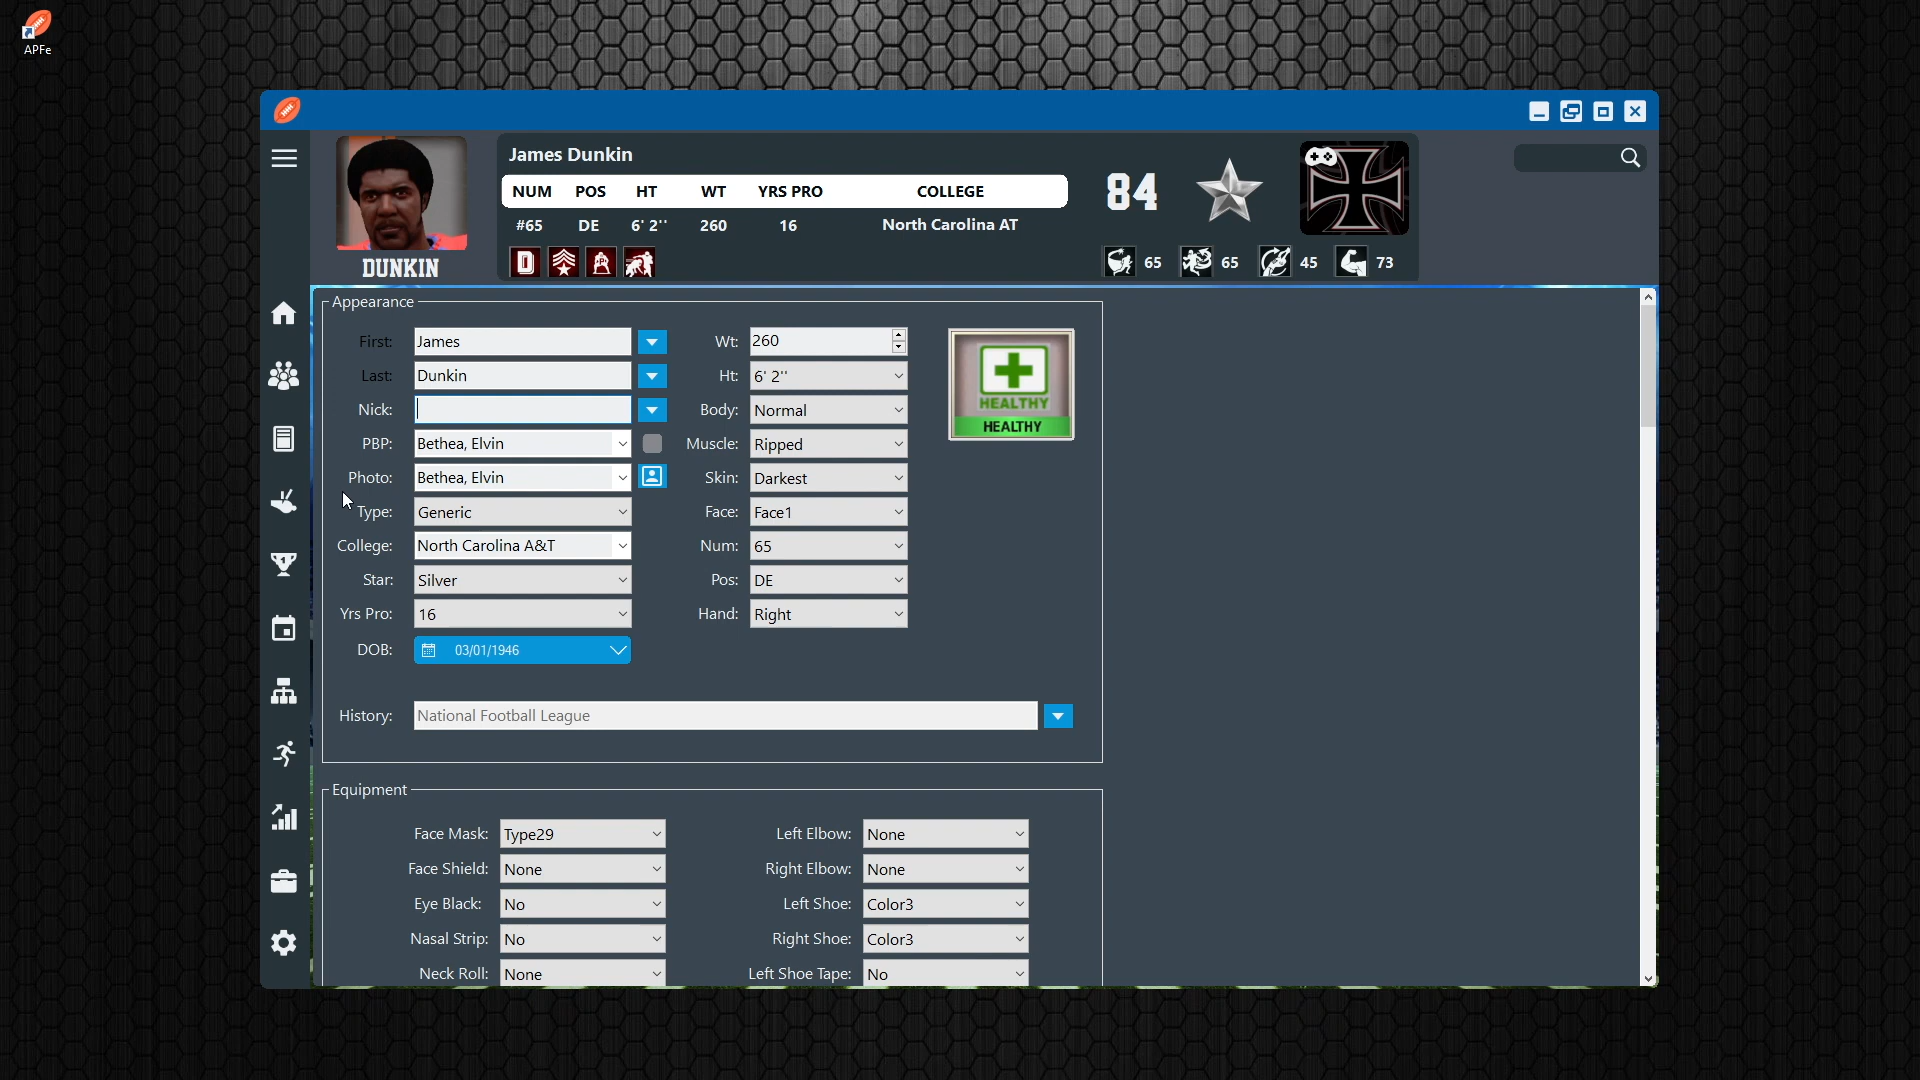 APFe
James Dunkin
NUM POS HT WT YRS PRO COLLEGE
#65 DE 6' 2'' 260 16 North Carolina AT
84
DUNKIN
D
65 65 45 73
Appearance
First: James
Wt: 260
Last: Dunkin
Ht: 6' 2''
Nick:
Body: Normal
PBP: Bethea, Elvin
Muscle: Ripped
Photo: Bethea, Elvin
Skin: Darkest
Type: Generic
Face: Face1
College: North Carolina A&T
Num: 65
Star: Silver
Pos: DE
Yrs Pro: 16
Hand: Right
DOB: 03/01/1946
HEALTHY
HEALTHY
History: National Football League
Equipment
Face Mask: Type29
Left Elbow: None
Face Shield: None
Right Elbow: None
Eye Black: No
Left Shoe: Color3
Nasal Strip: No
Right Shoe: Color3
Neck Roll: None
Left Shoe Tape: No